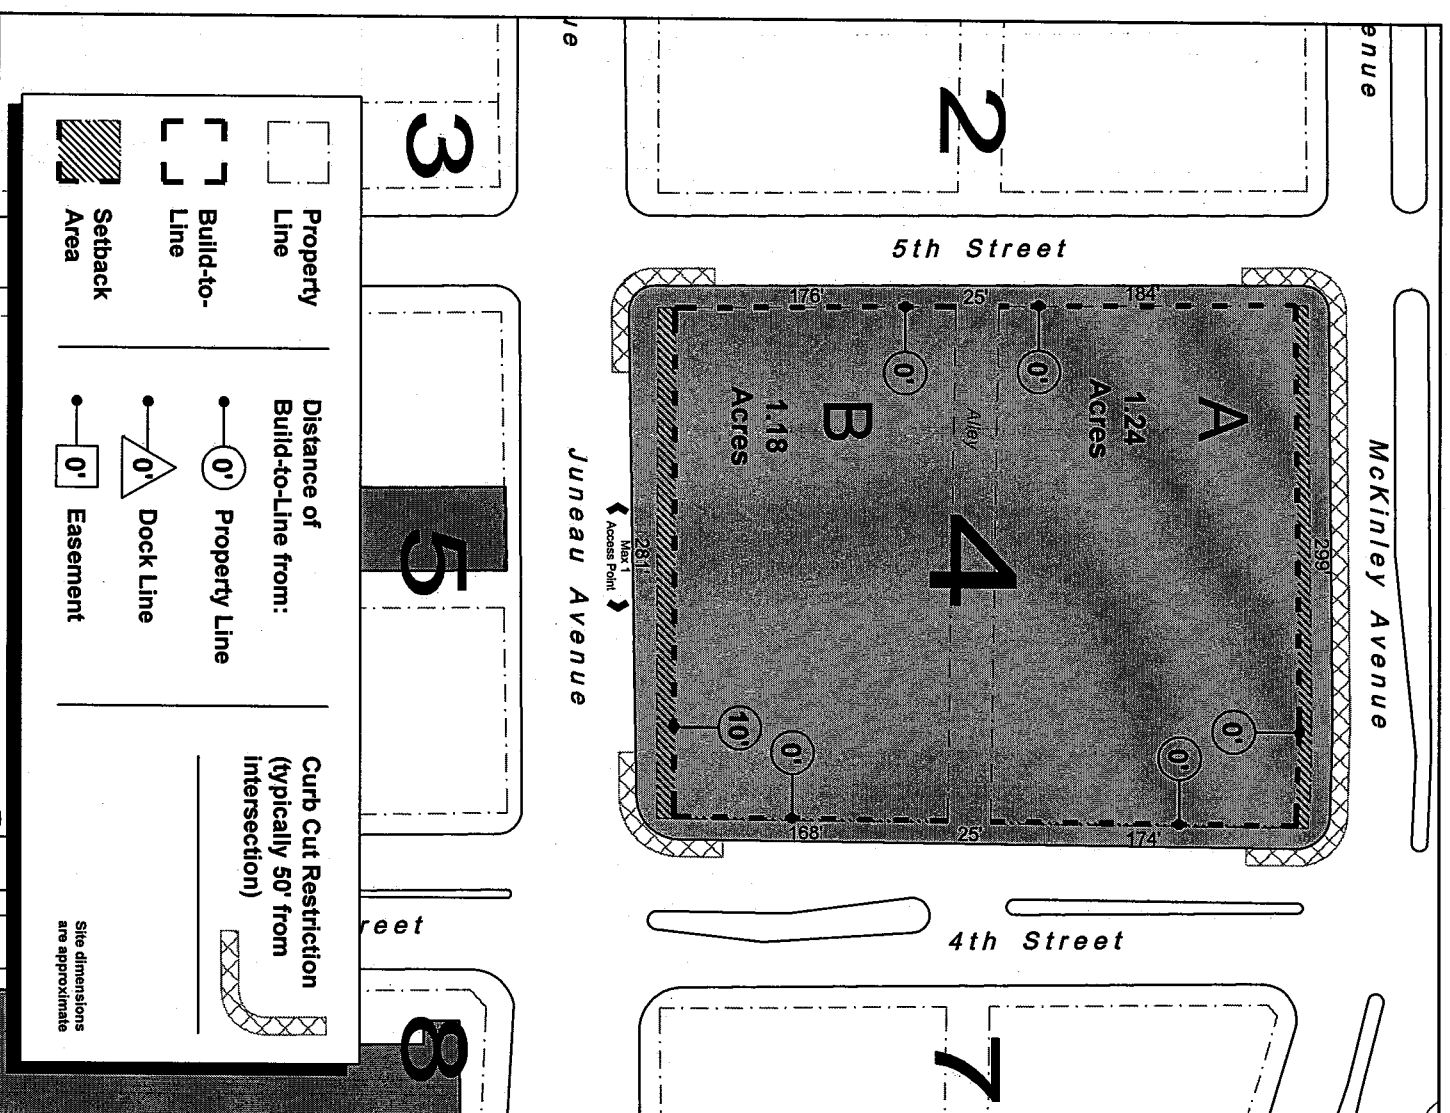 McKinley Avenue
enue
299'
A
1.24
Acres
184'
174'
0'
0'
0'
2
4
7
5th Street
4th Street
25'
Alley
25'
B
1.18
Acres
176'
168'
0'
0'
10'
281'
Max 1
Access Point
Juneau Avenue
ue
3
5
8
reet
Property
Line
Build-to-
Line
Setback
Area
Distance of
Build-to-Line from:
0' Property Line
0' Dock Line
0' Easement
Curb Cut Restriction
(typically 50' from
intersection)
Site dimensions
are approximate